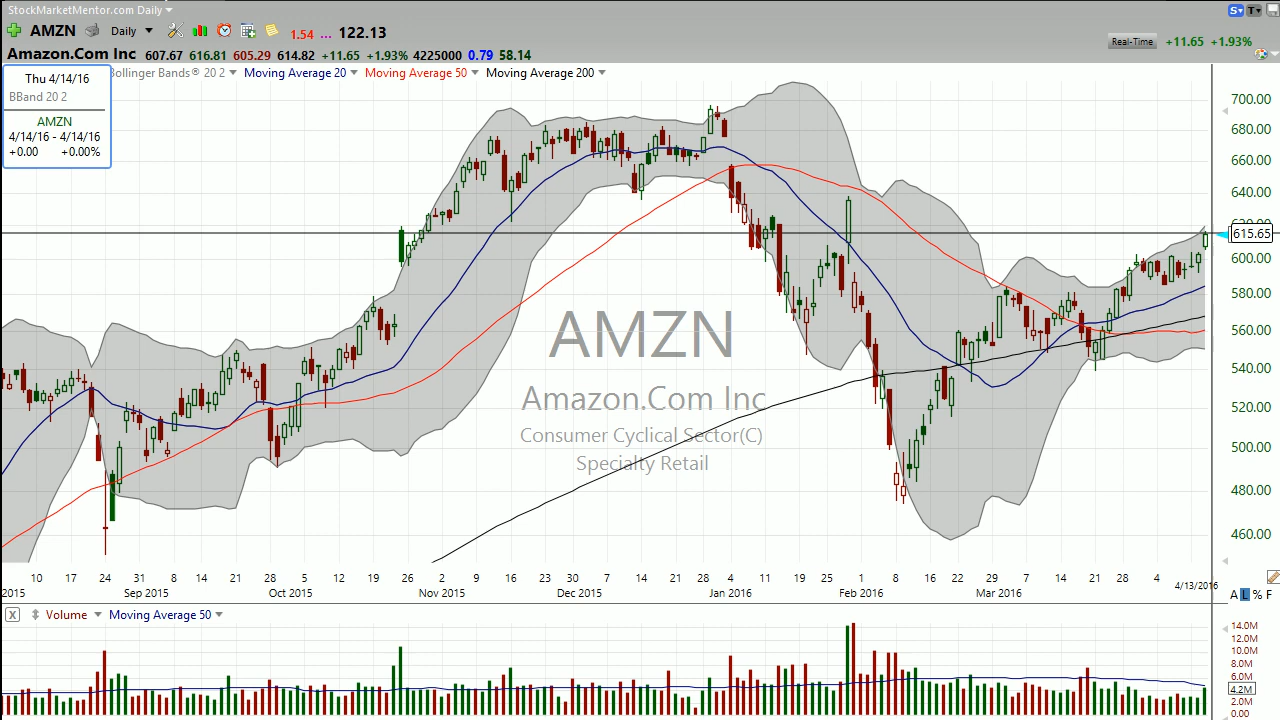 StockMarketMentor.com Daily
AMZN Daily 1.54 ... 122.13
S T
Amazon.Com Inc 607.67 616.81 605.29 614.82 +11.65 +1.93% 4225000 0.79 58.14
Real-Time +11.65 +1.93%
Bollinger Bands® 20 2 Moving Average 20 Moving Average 50 Moving Average 200
Thu 4/14/16
BBand 20 2
AMZN
4/14/16 - 4/14/16
+0.00 +0.00%
700.00
680.00
660.00
640.00
620.00
615.65
600.00
580.00
560.00
540.00
520.00
500.00
480.00
460.00
AMZN
Amazon.Com Inc
Consumer Cyclical Sector(C)
Specialty Retail
10 17 24 31 8 14 21 28 5 12 19 26 2 9 16 23 30 7 14 21 28 4 11 19 25 1 8 16 22 29 7 14 21 28 4 4/13/2016
2015 Sep 2015 Oct 2015 Nov 2015 Dec 2015 Jan 2016 Feb 2016 Mar 2016
A L % F
X Volume Moving Average 50
14.0M
12.0M
10.0M
8.0M
6.0M
4.2M
2.0M
0.00